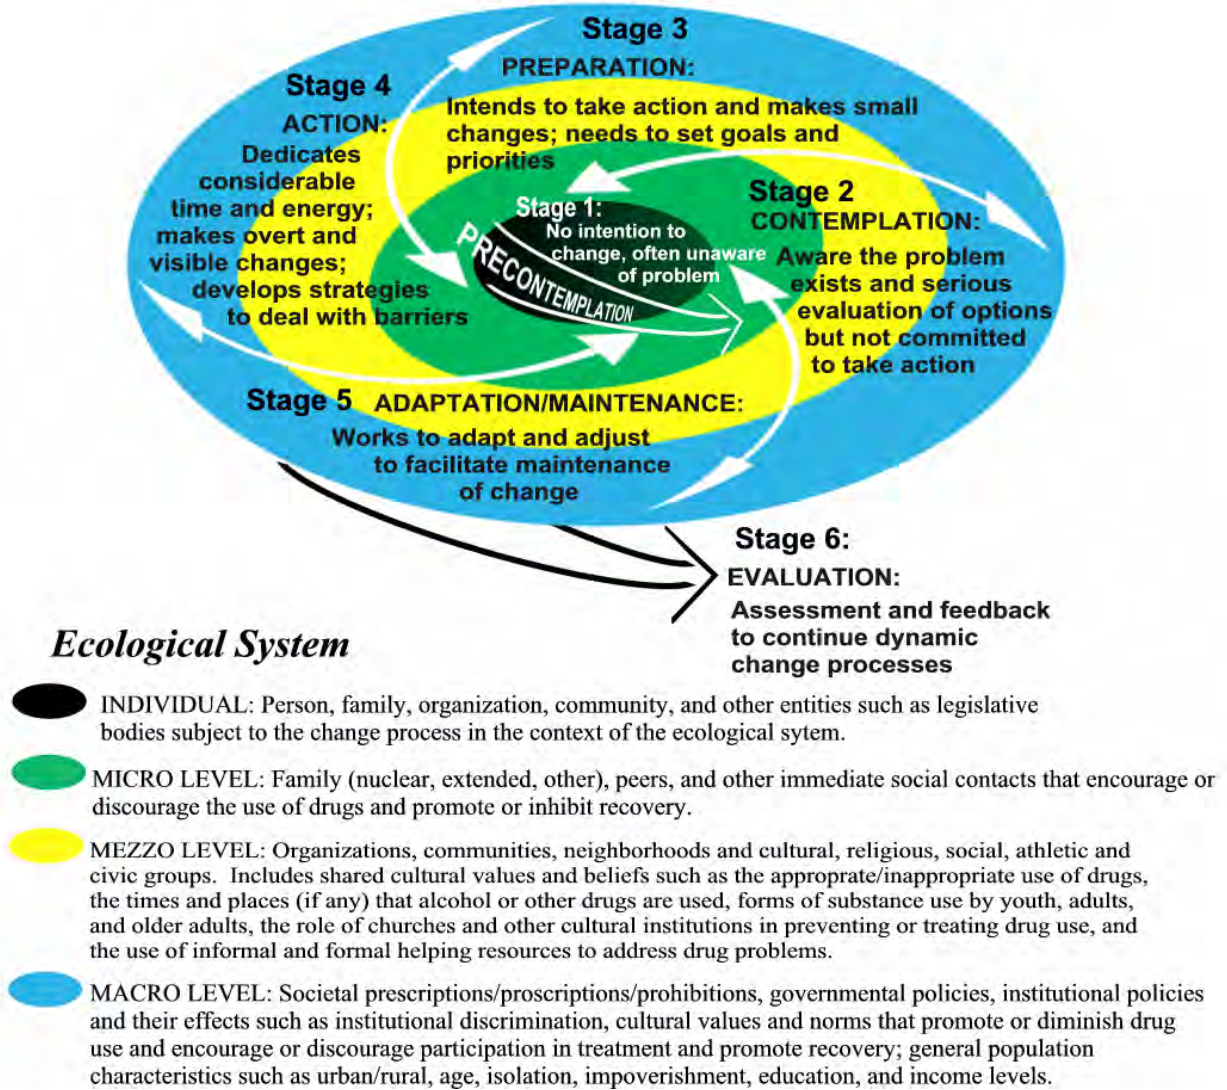 Stage 3
PREPARATION:
Intends to take action and makes small
changes; needs to set goals and
priorities
Stage 4
ACTION:
Dedicates
considerable
time and energy;
makes overt and
visible changes;
develops strategies
to deal with barriers
Stage 1:
No intention to
change, often unaware
of problem
PRECONTEMPLATION
Stage 2
CONTEMPLATION:
Aware the problem
exists and serious
evaluation of options
but not committed
to take action
Stage 5 ADAPTATION/MAINTENANCE:
Works to adapt and adjust
to facilitate maintenance
of change
Stage 6:
EVALUATION:
Assessment and feedback
to continue dynamic
change processes
Ecological System
INDIVIDUAL: Person, family, organization, community, and other entities such as legislative
bodies subject to the change process in the context of the ecological sytem.
MICRO LEVEL: Family (nuclear, extended, other), peers, and other immediate social contacts that encourage or
discourage the use of drugs and promote or inhibit recovery.
MEZZO LEVEL: Organizations, communities, neighborhoods and cultural, religious, social, athletic and
civic groups. Includes shared cultural values and beliefs such as the approprate/inappropriate use of drugs,
the times and places (if any) that alcohol or other drugs are used, forms of substance use by youth, adults,
and older adults, the role of churches and other cultural institutions in preventing or treating drug use, and
the use of informal and formal helping resources to address drug problems.
MACRO LEVEL: Societal prescriptions/proscriptions/prohibitions, governmental policies, institutional policies
and their effects such as institutional discrimination, cultural values and norms that promote or diminish drug
use and encourage or discourage participation in treatment and promote recovery; general population
characteristics such as urban/rural, age, isolation, impoverishment, education, and income levels.